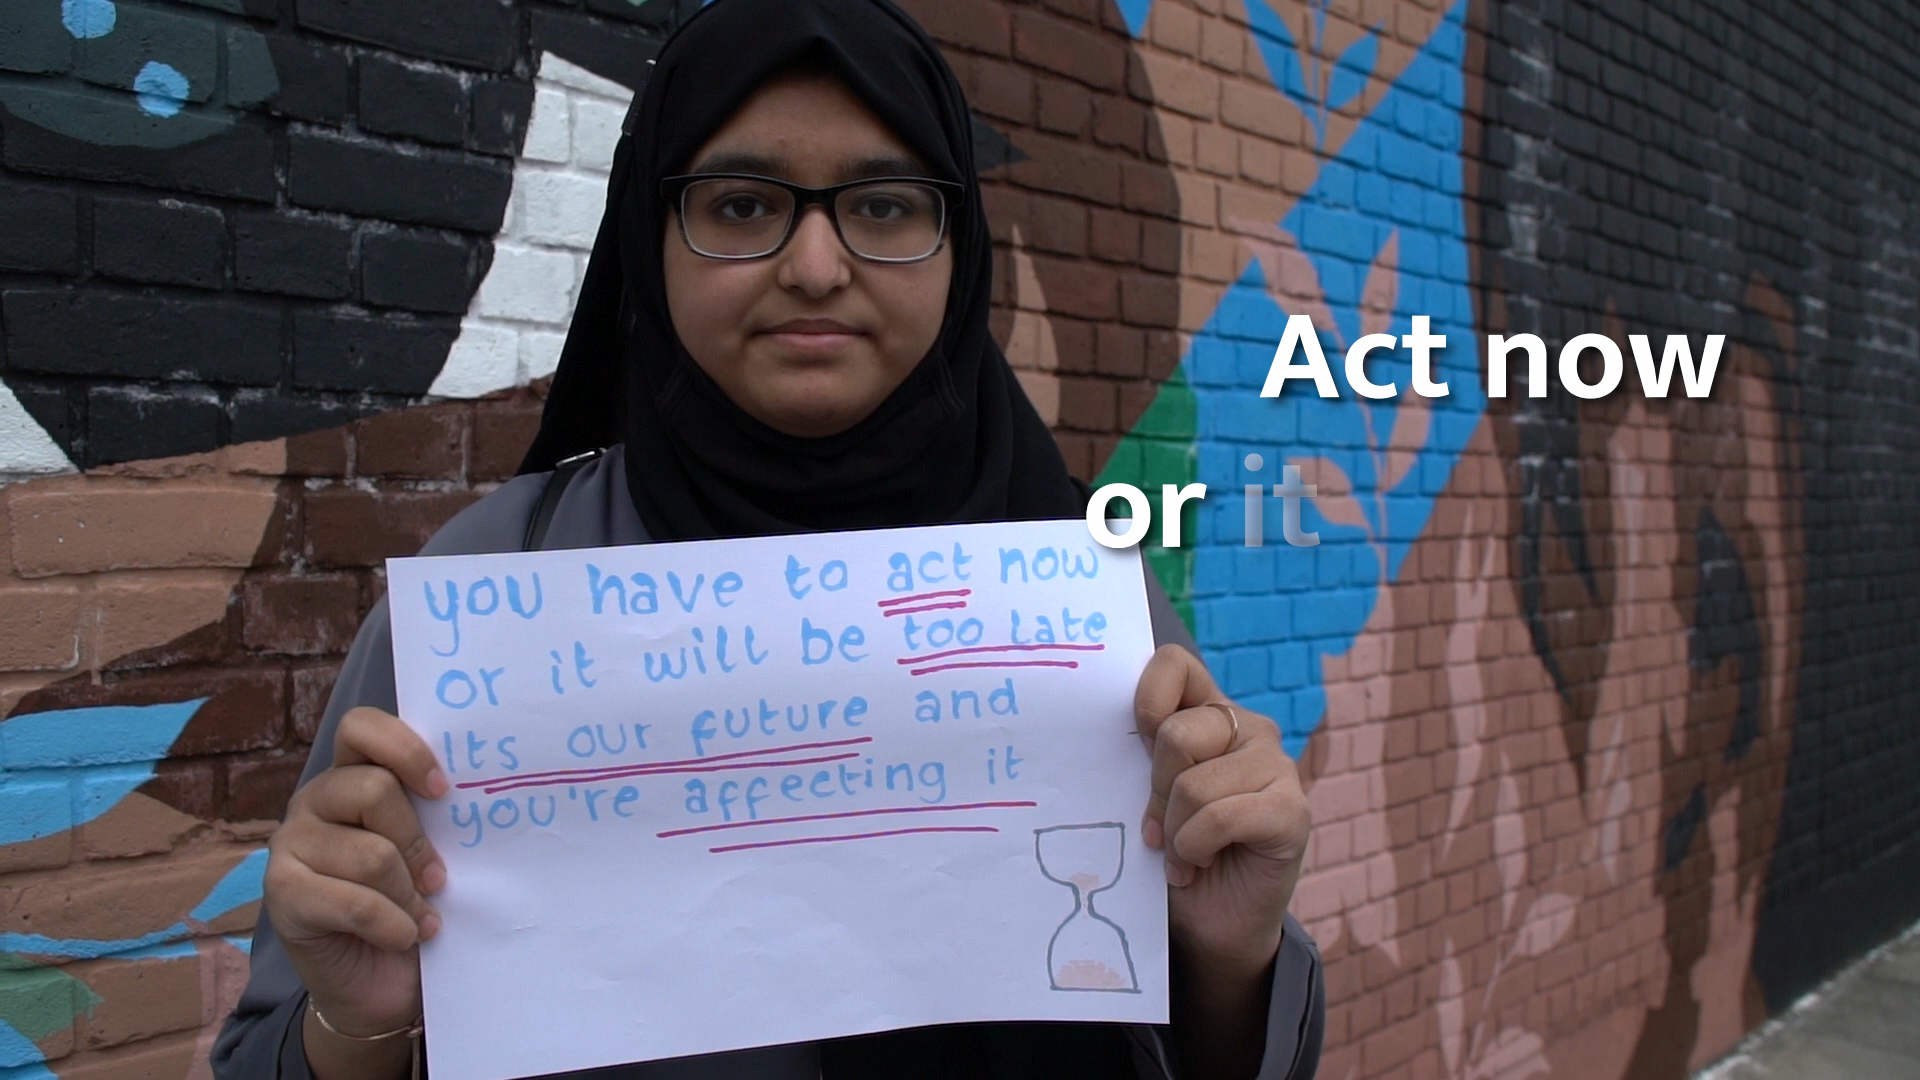 Act now
or it
you have to act now
or it will be too late
Its our future and
you're affecting it